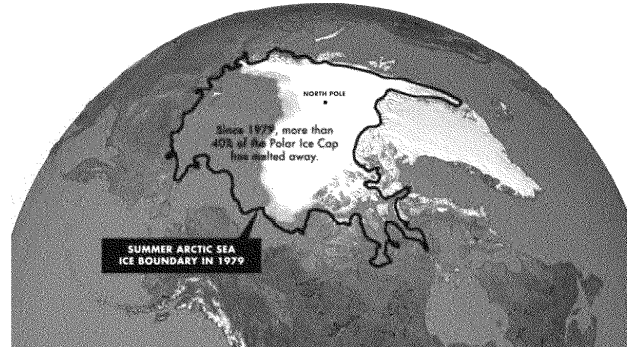 NORTH POLE
Since 1979, more than
40% of the Polar Ice Cap
has melted away.
SUMMER ARCTIC SEA
ICE BOUNDARY IN 1979